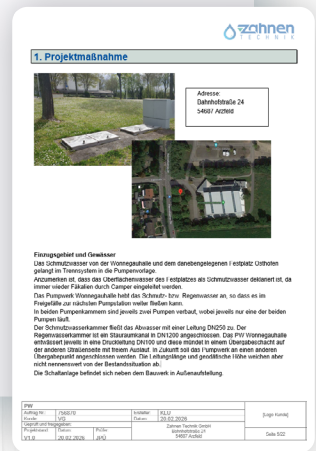 zahnen
TECHNIK
1. Projektmaßnahme
Adresse:
Bahnhofstraße 24
54687 Arzfeld
Einzugsgebiet und Gewässer
Das Schmutzwasser von der Wonnegauhalle und dem danebengelegenen Festplatz Osthofen
gelangt im Trennsystem in die Pumpenvorlage.
Anzumerken ist, dass das Oberflächenwasser des Festplatzes als Schmutzwasser deklariert ist, da
immer wieder Fäkalien durch Camper eingeleitet werden.
Das Pumpwerk Wonnegauhalle hebt das Schmutz- bzw. Regenwasser an, so dass es im
Freigefälle zur nächsten Pumpstation weiter fließen kann.
In beiden Pumpenkammern sind jeweils zwei Pumpen verbaut, wobei jeweils nur eine der beiden
Pumpen läuft.
Der Schmutzwasserkammer fließt das Abwasser mit einer Leitung DN250 zu. Der
Regenwasserkammer ist ein Stauraumkanal in DN1200 angeschlossen. Das PW Wonnegauhalle
entwässert jeweils in eine Druckleitung DN100 und diese mündet in einem Übergabeschacht auf
der anderen Straßenseite mit freiem Auslauf. In Zukunft soll das Pumpwerk an einen anderen
Übergabepunkt angeschlossen werden. Die Leitungslänge und geodätische Höhe weichen aber
nicht nennenswert von der Bestandssituation ab.
Die Schaltanlage befindet sich neben dem Bauwerk in Außenaufstellung.
PW
Auftrag Nr.: 756870 Ersteller KLU
Kunde VG Datum: 20.02.2026
[Logo Kunde]
Geprüft und freigegeben:
Projektstand: Datum: Prüfer
V1.0 20.02.2026 JPÜ
Zahnen Technik GmbH
Bahnhofstraße 24
54687 Arzfeld
Seite 5/22